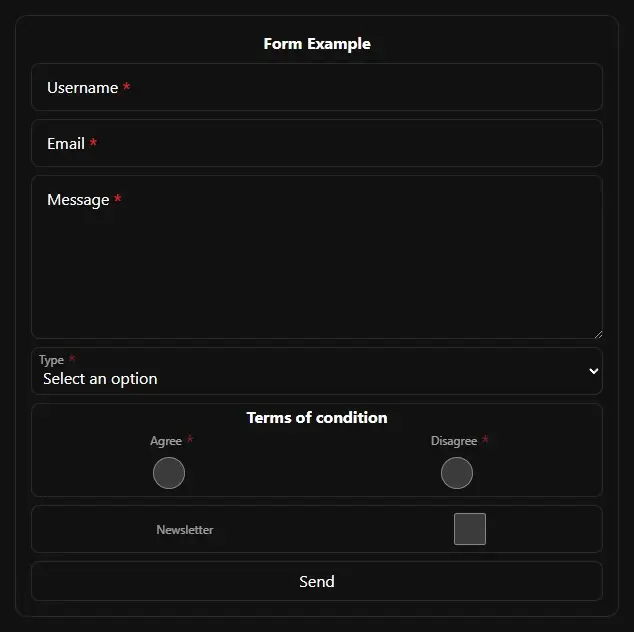 Form Example
Username *
Email *
Message *
Type *
Select an option
Terms of condition
Agree * Disagree *
Newsletter
Send